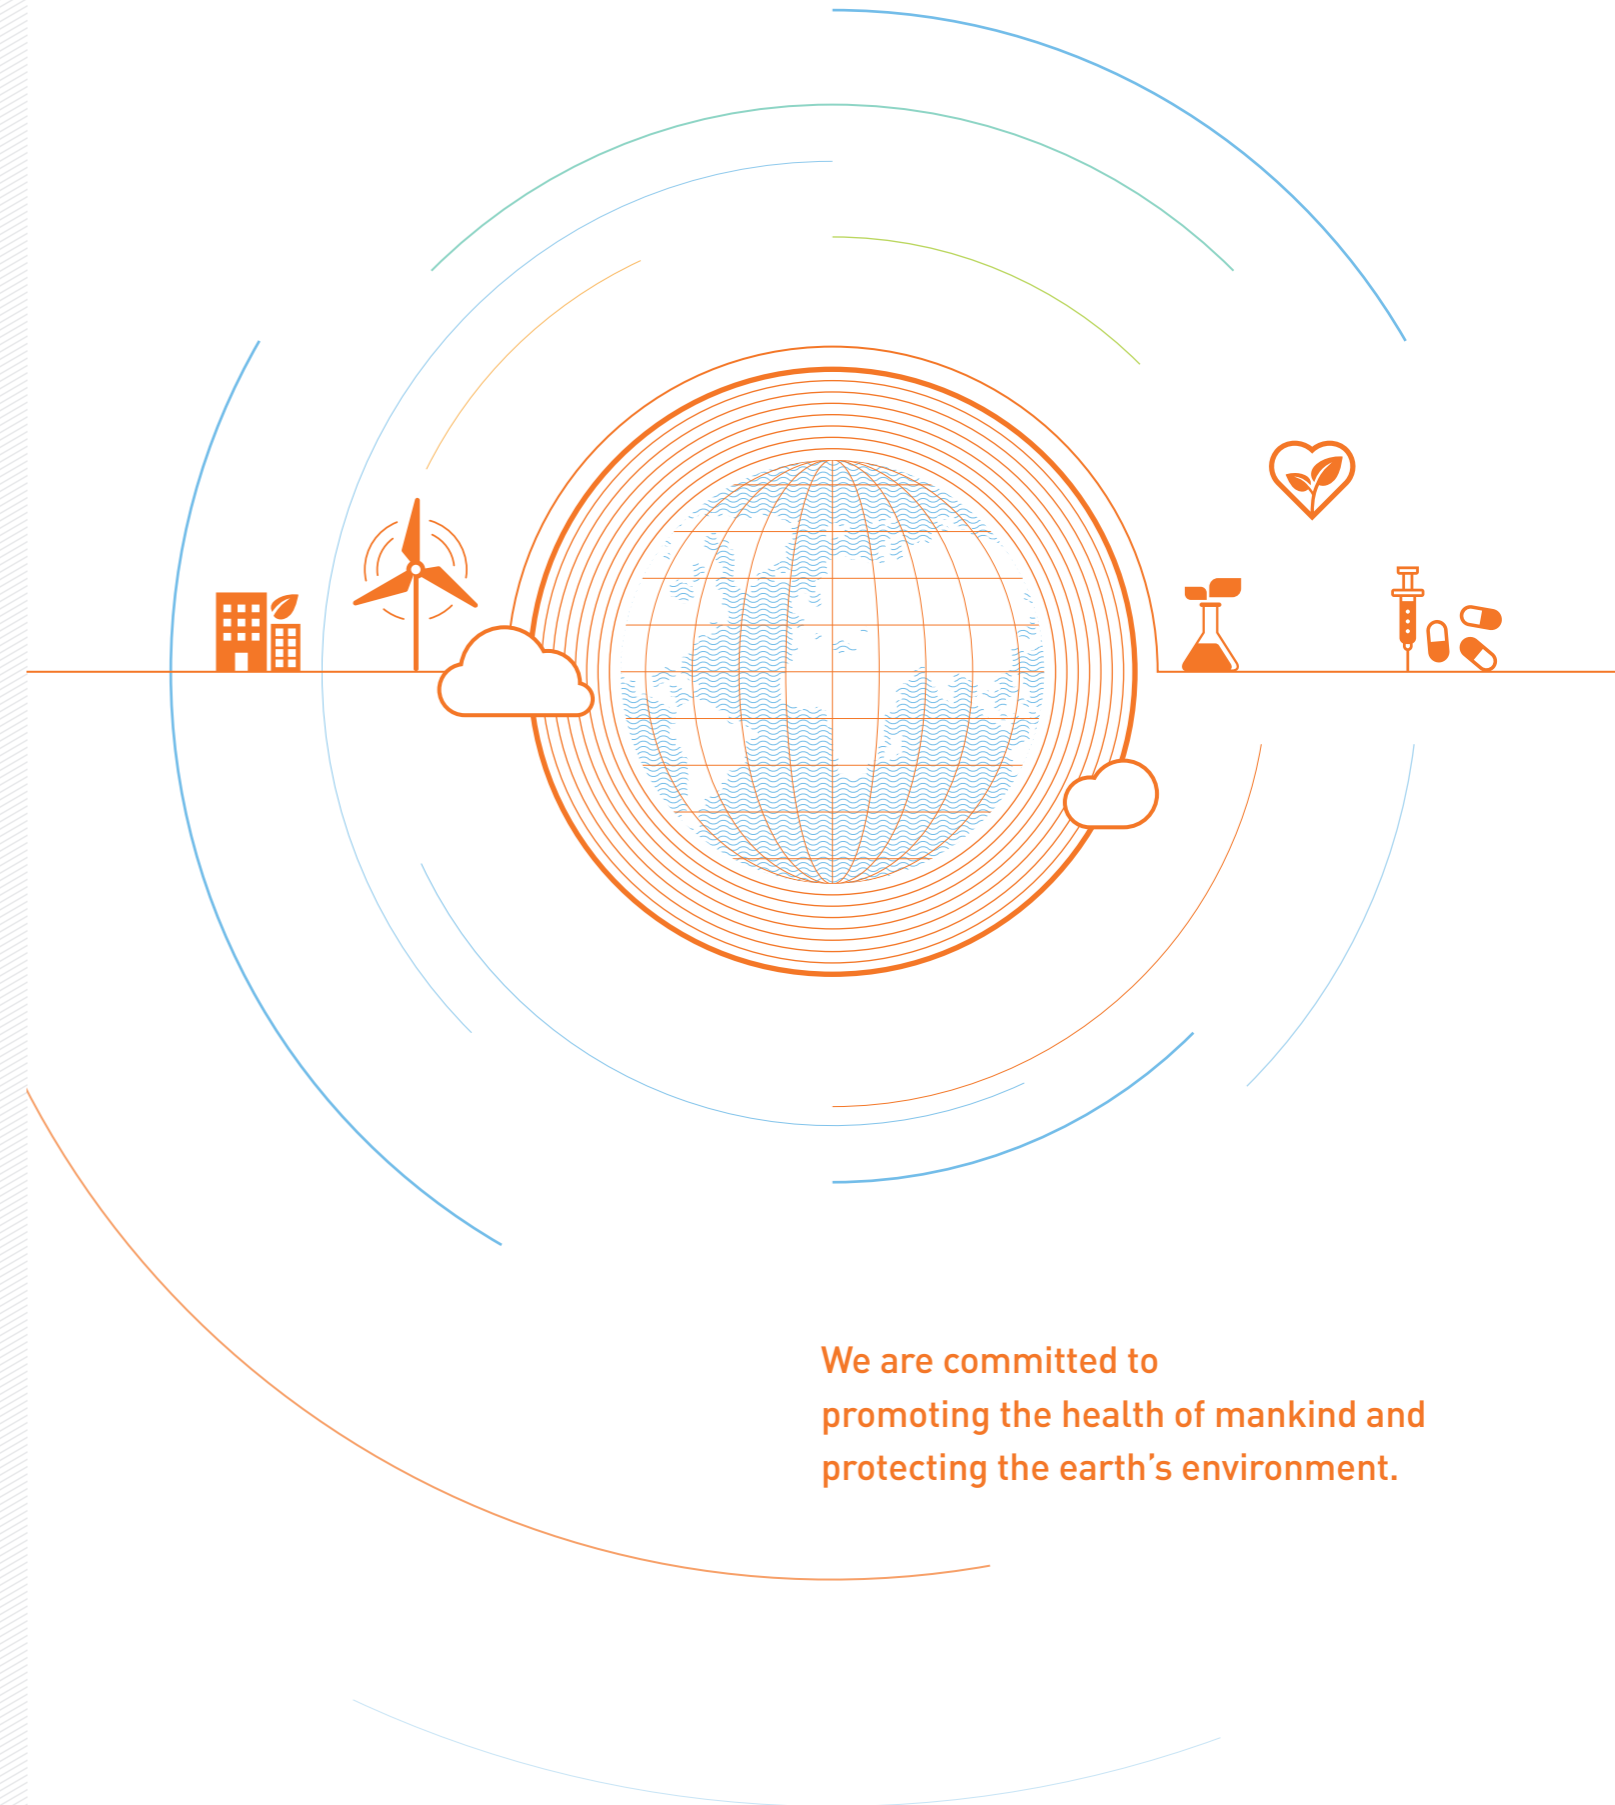 We are committed to
promoting the health of mankind and
protecting the earth’s environment.